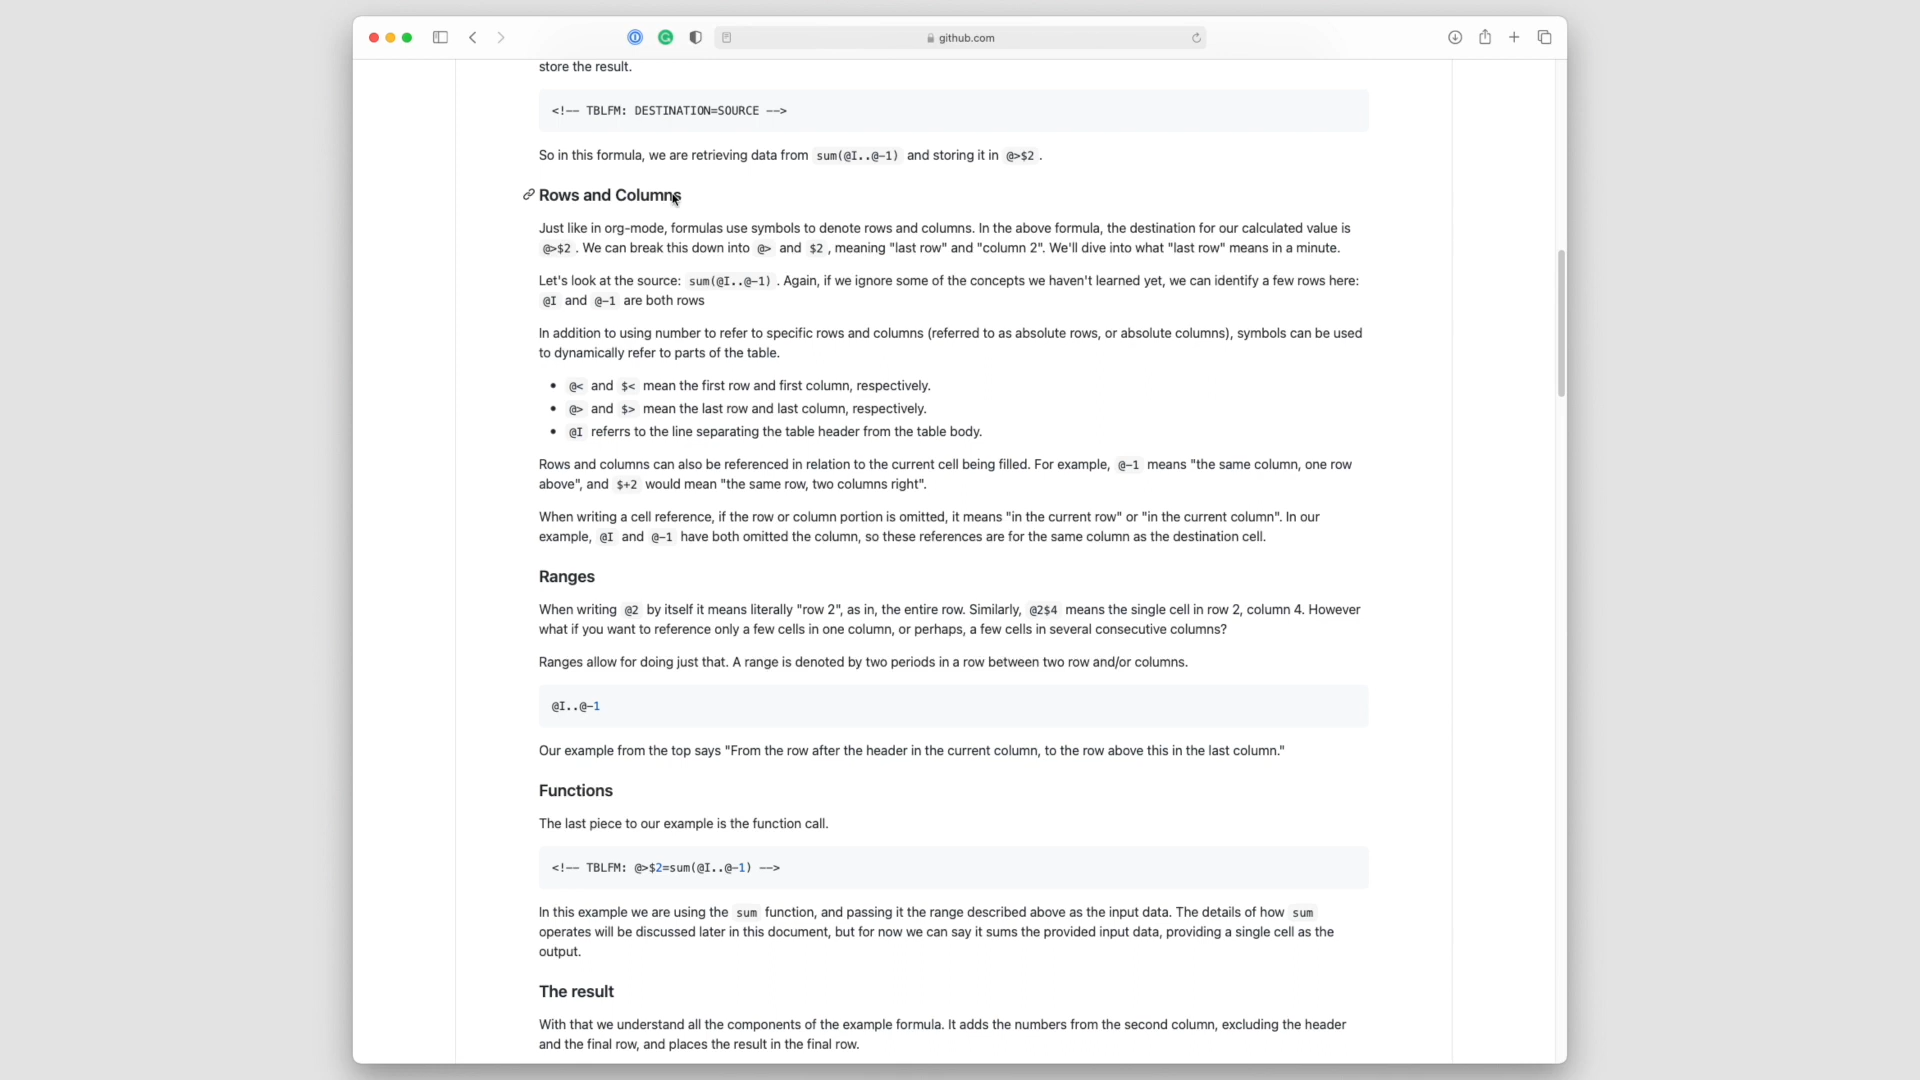 github.com
store the result.
<!-- TBLFM: DESTINATION=SOURCE -->
So in this formula, we are retrieving data from sum(@I..@-1) and storing it in @>$2 .
Rows and Columns
Just like in org-mode, formulas use symbols to denote rows and columns. In the above formula, the destination for our calculated value is
@>$2 . We can break this down into @> and $2 , meaning "last row" and "column 2". We'll dive into what "last row" means in a minute.
Let's look at the source: sum(@I..@-1) . Again, if we ignore some of the concepts we haven't learned yet, we can identify a few rows here:
@I and @-1 are both rows
In addition to using number to refer to specific rows and columns (referred to as absolute rows, or absolute columns), symbols can be used
to dynamically refer to parts of the table.
• @< and $< mean the first row and first column, respectively.
• @> and $> mean the last row and last column, respectively.
• @I referrs to the line separating the table header from the table body.
Rows and columns can also be referenced in relation to the current cell being filled. For example, @-1 means "the same column, one row
above", and $+2 would mean "the same row, two columns right".
When writing a cell reference, if the row or column portion is omitted, it means "in the current row" or "in the current column". In our
example, @I and @-1 have both omitted the column, so these references are for the same column as the destination cell.
Ranges
When writing @2 by itself it means literally "row 2", as in, the entire row. Similarly, @2$4 means the single cell in row 2, column 4. However
what if you want to reference only a few cells in one column, or perhaps, a few cells in several consecutive columns?
Ranges allow for doing just that. A range is denoted by two periods in a row between two row and/or columns.
@I..@-1
Our example from the top says "From the row after the header in the current column, to the row above this in the last column."
Functions
The last piece to our example is the function call.
<!-- TBLFM: @>$2=sum(@I..@-1) -->
In this example we are using the sum function, and passing it the range described above as the input data. The details of how sum
operates will be discussed later in this document, but for now we can say it sums the provided input data, providing a single cell as the
output.
The result
With that we understand all the components of the example formula. It adds the numbers from the second column, excluding the header
and the final row, and places the result in the final row.